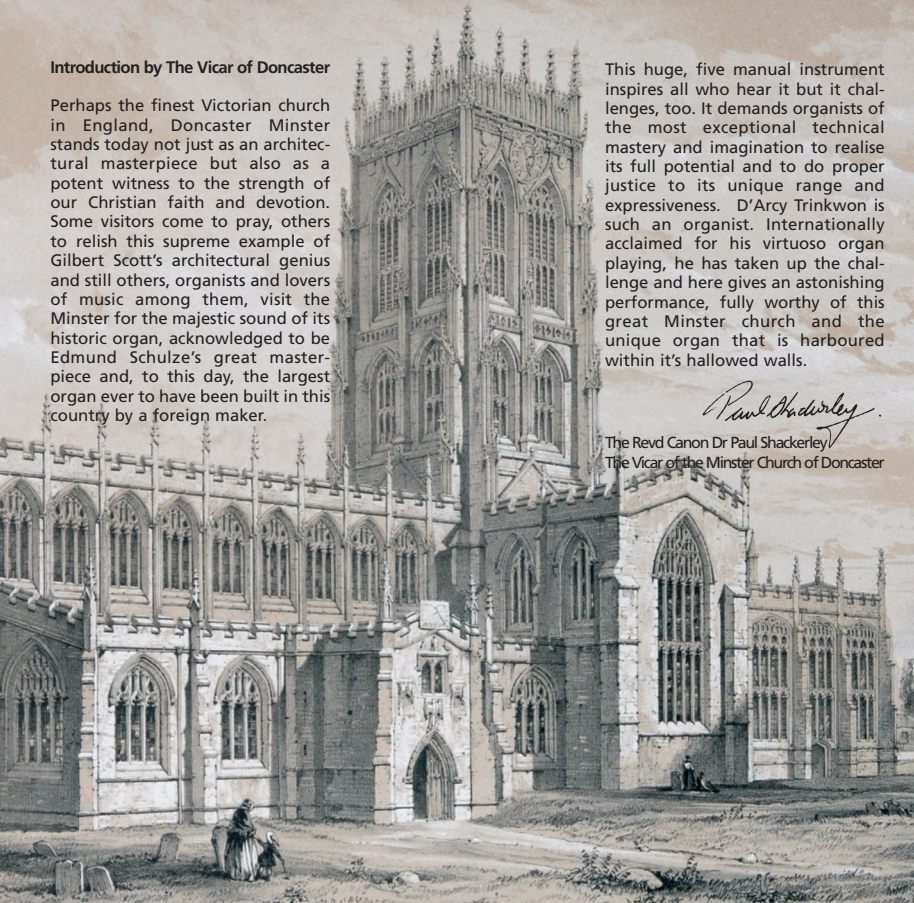 Introduction by The Vicar of Doncaster
Perhaps the finest Victorian church
in England, Doncaster Minster
stands today not just as an architec-
tural masterpiece but also as a
potent witness to the strength of
our Christian faith and devotion.
Some visitors come to pray, others
to relish this supreme example of
Gilbert Scott's architectural genius
and still others, organists and lovers
of music among them, visit the
Minster for the majestic sound of its
historic organ, acknowledged to be
Edmund Schulze's great master-
piece and, to this day, the largest
organ ever to have been built in this
country by a foreign maker.
This huge, five manual instrument
inspires all who hear it but it chal-
lenges, too. It demands organists of
the most exceptional technical
mastery and imagination to realise
its full potential and to do proper
justice to its unique range and
expressiveness. D'Arcy Trinkwon is
such an organist. Internationally
acclaimed for his virtuoso organ
playing, he has taken up the chal-
lenge and here gives an astonishing
performance, fully worthy of this
great Minster church and the
unique organ that is harboured
within it's hallowed walls.
Paul Shackerley.
The Revd Canon Dr Paul Shackerley
The Vicar of the Minster Church of Doncaster